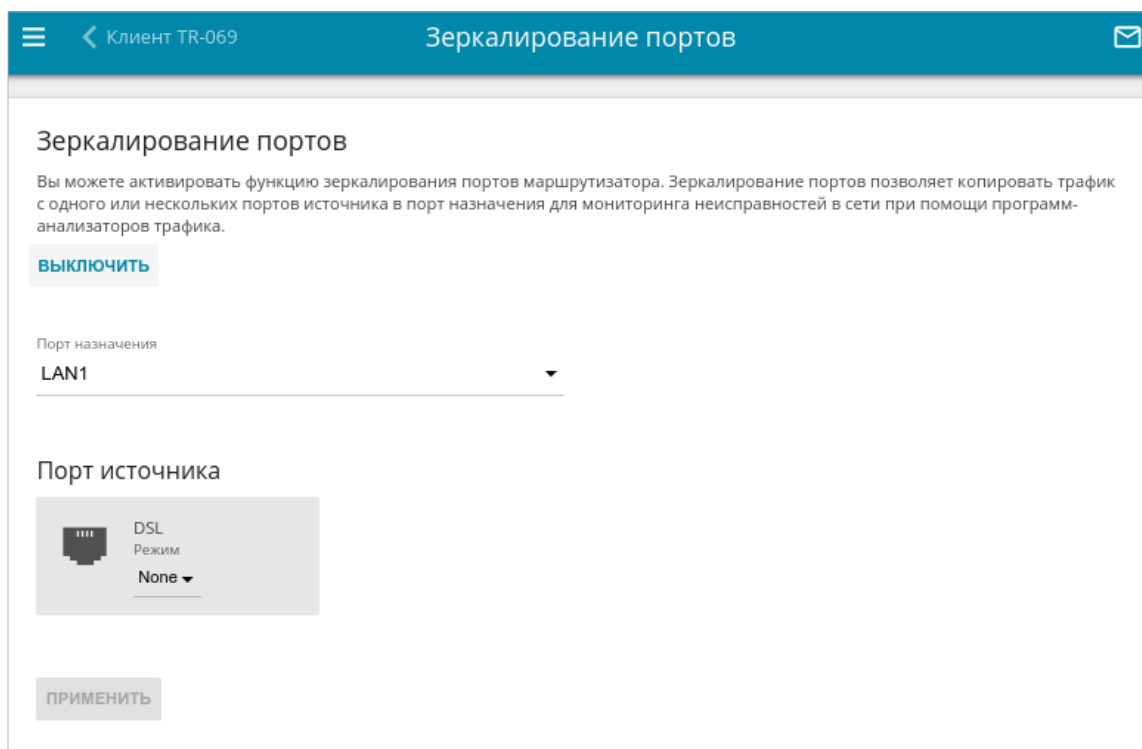 Клиент TR-069
Зеркалирование портов
Зеркалирование портов
Вы можете активировать функцию зеркалирования портов маршрутизатора. Зеркалирование портов позволяет копировать трафик
с одного или нескольких портов источника в порт назначения для мониторинга неисправностей в сети при помощи программ-
анализаторов трафика.
ВЫКЛЮЧИТЬ
Порт назначения
LAN1
Порт источника
DSL
Режим
None
ПРИМЕНИТЬ